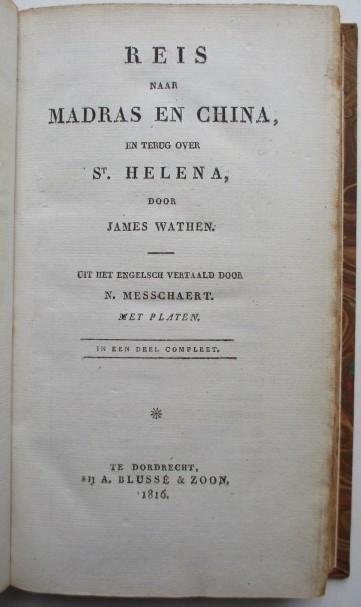 REIS
NAAR
MADRAS EN CHINA,
EN TERUG OVER
ST. HELENA,
DOOR
JAMES WATHEN.
UIT HET ENGELSCH VERTAALD DOOR
N. MESSCHAERT.
MET PLATEN.
IN EEN DEEL COMPLEET.
TE DORDRECHT,
BIJ A. BLUSSÉ & ZOON,
1816.